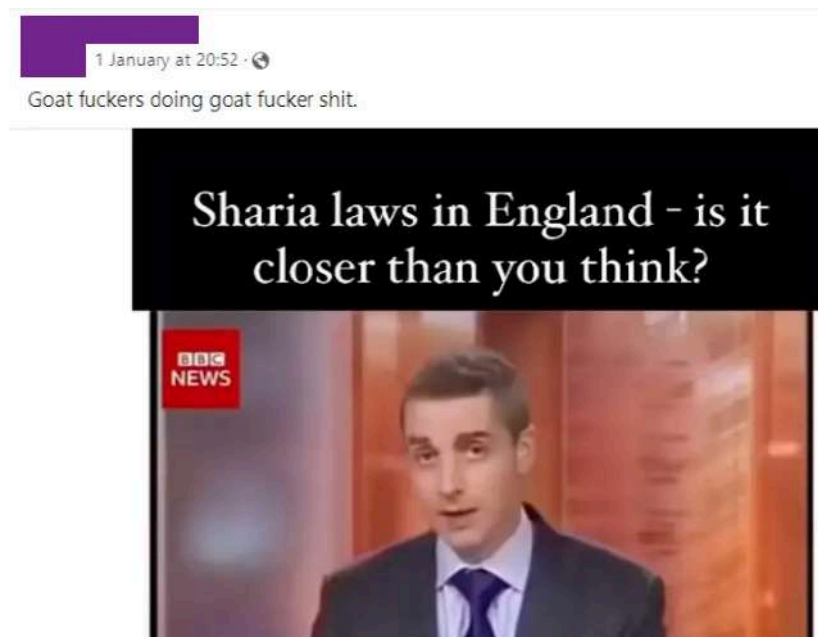 1 January at 20:52 ·
Goat fuckers doing goat fucker shit.
Sharia laws in England - is it
closer than you think?
BBC
NEWS